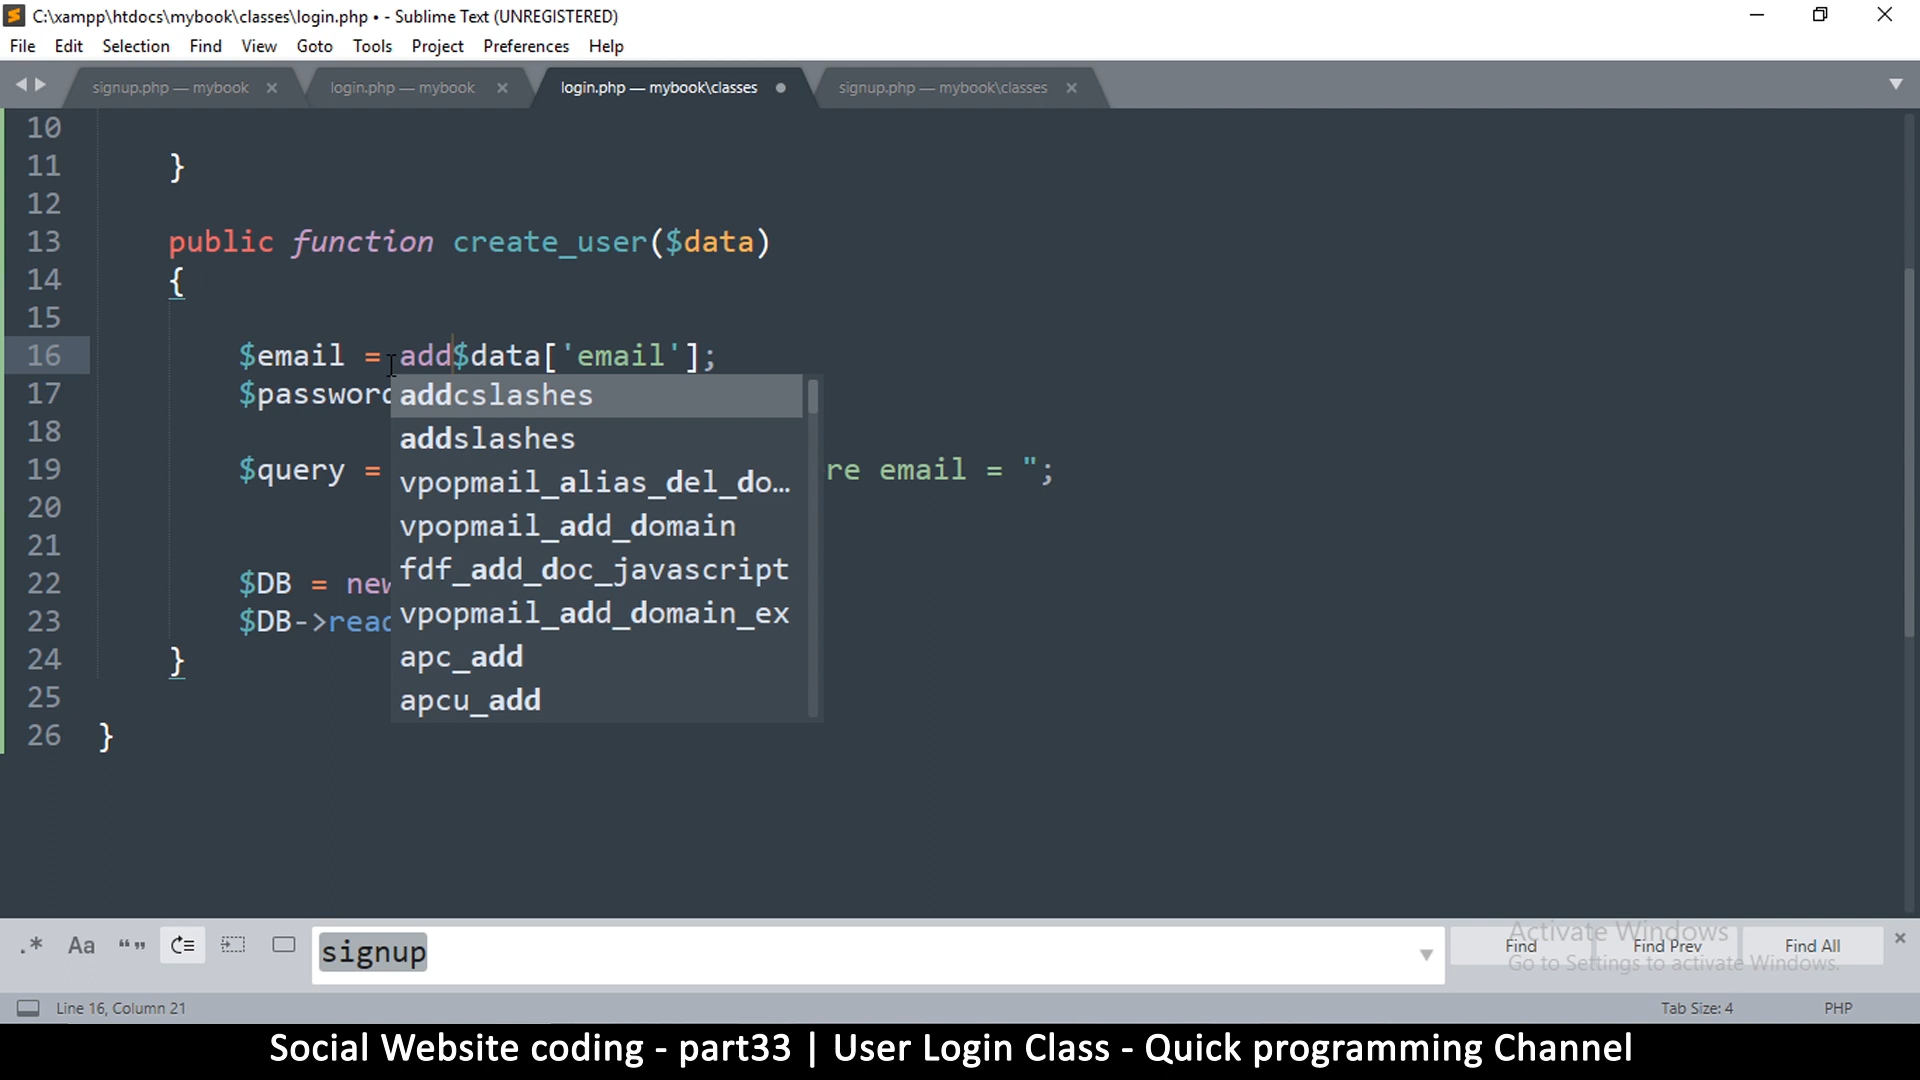 C:\xampp\htdocs\mybook\classes\login.php • - Sublime Text (UNREGISTERED)
File Edit Selection Find View Goto Tools Project Preferences Help
signup.php — mybook × login.php — mybook × login.php — mybook\classes signup.php — mybook\classes ×
10
11 }
12
13 public function create_user($data)
14 {
15
16 $email = add$data['email'];
17 $password addcslashes
18 addslashes
19 $query = re email = ";
vpopmail_alias_del_do...
20 vpopmail_add_domain
21 fdf_add_doc_javascript
22 $DB = new
23 $DB->read vpopmail_add_domain_ex
24 } apc_add
25 apcu_add
26 }
.* Aa “” signup Find Find Prev Find All ×
Activate Windows
Go to Settings to activate Windows.
Line 16, Column 21 Tab Size: 4 PHP
Social Website coding - part33 | User Login Class - Quick programming Channel